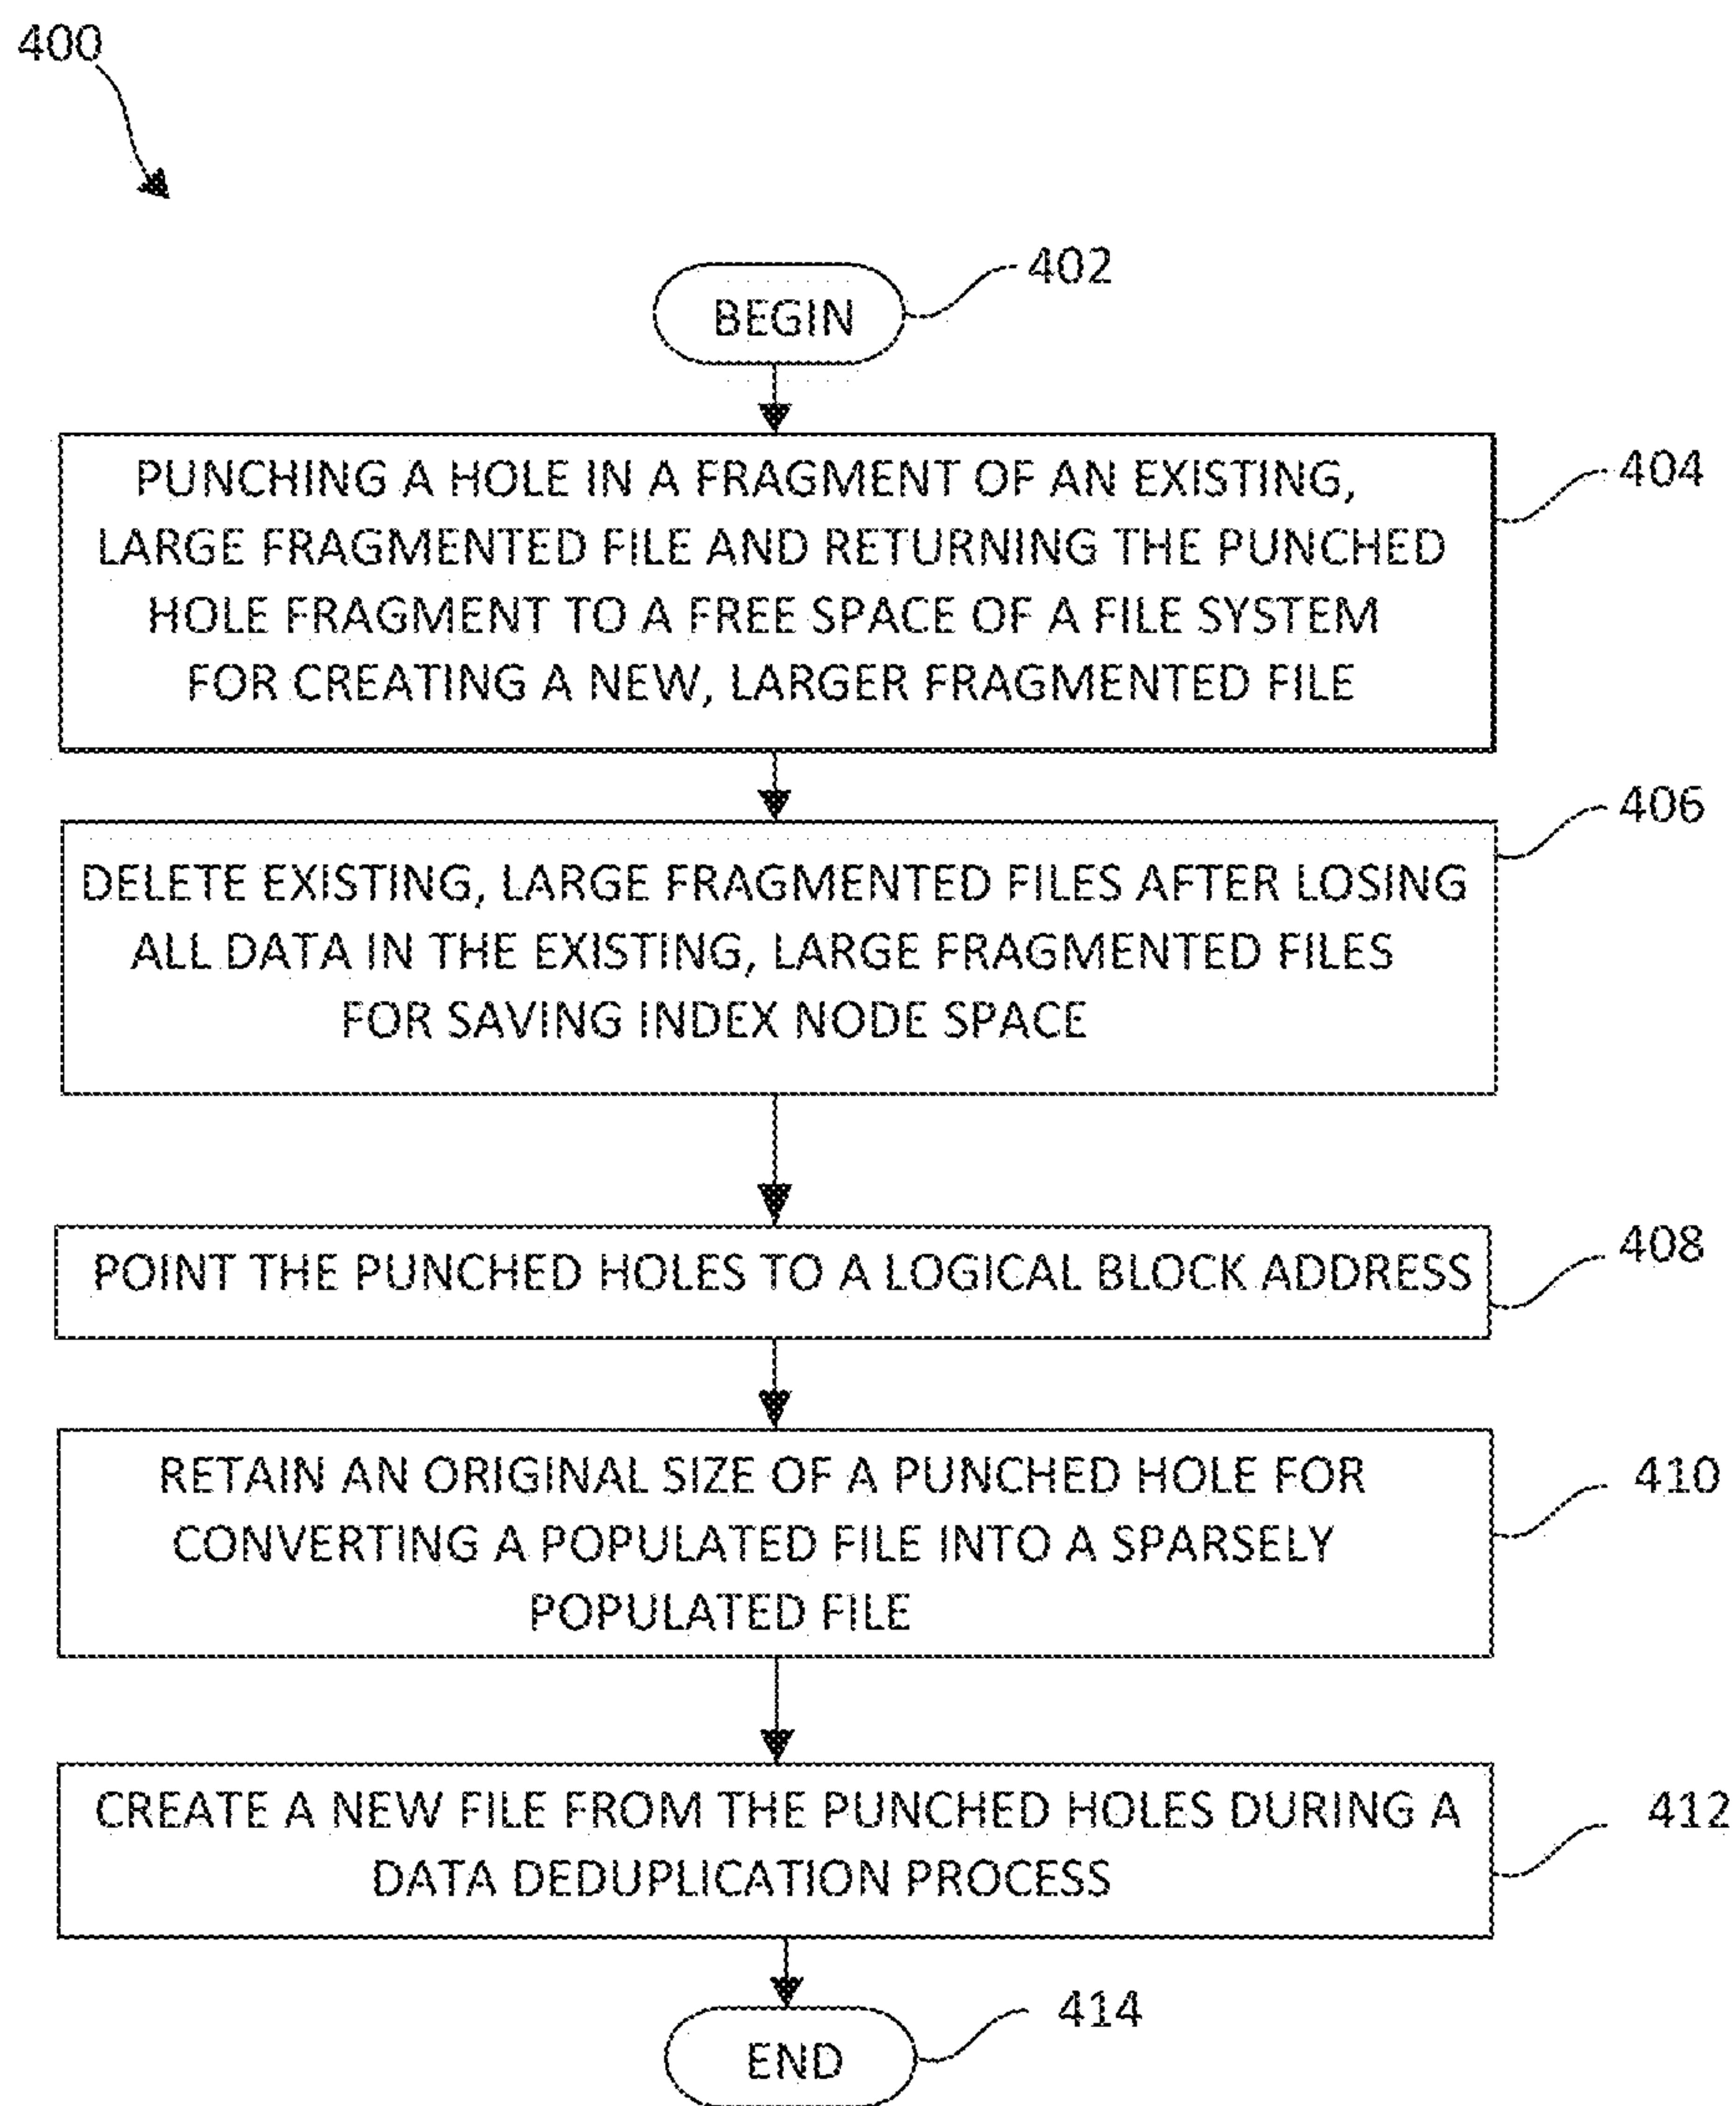 400
BEGIN
402
PUNCHING A HOLE IN A FRAGMENT OF AN EXISTING,
LARGE FRAGMENTED FILE AND RETURNING THE PUNCHED
HOLE FRAGMENT TO A FREE SPACE OF A FILE SYSTEM
FOR CREATING A NEW, LARGER FRAGMENTED FILE
404
DELETE EXISTING, LARGE FRAGMENTED FILES AFTER LOSING
ALL DATA IN THE EXISTING, LARGE FRAGMENTED FILES
FOR SAVING INDEX NODE SPACE
406
POINT THE PUNCHED HOLES TO A LOGICAL BLOCK ADDRESS
408
RETAIN AN ORIGINAL SIZE OF A PUNCHED HOLE FOR
CONVERTING A POPULATED FILE INTO A SPARSELY
POPULATED FILE
410
CREATE A NEW FILE FROM THE PUNCHED HOLES DURING A
DATA DEDUPLICATION PROCESS
412
END
414